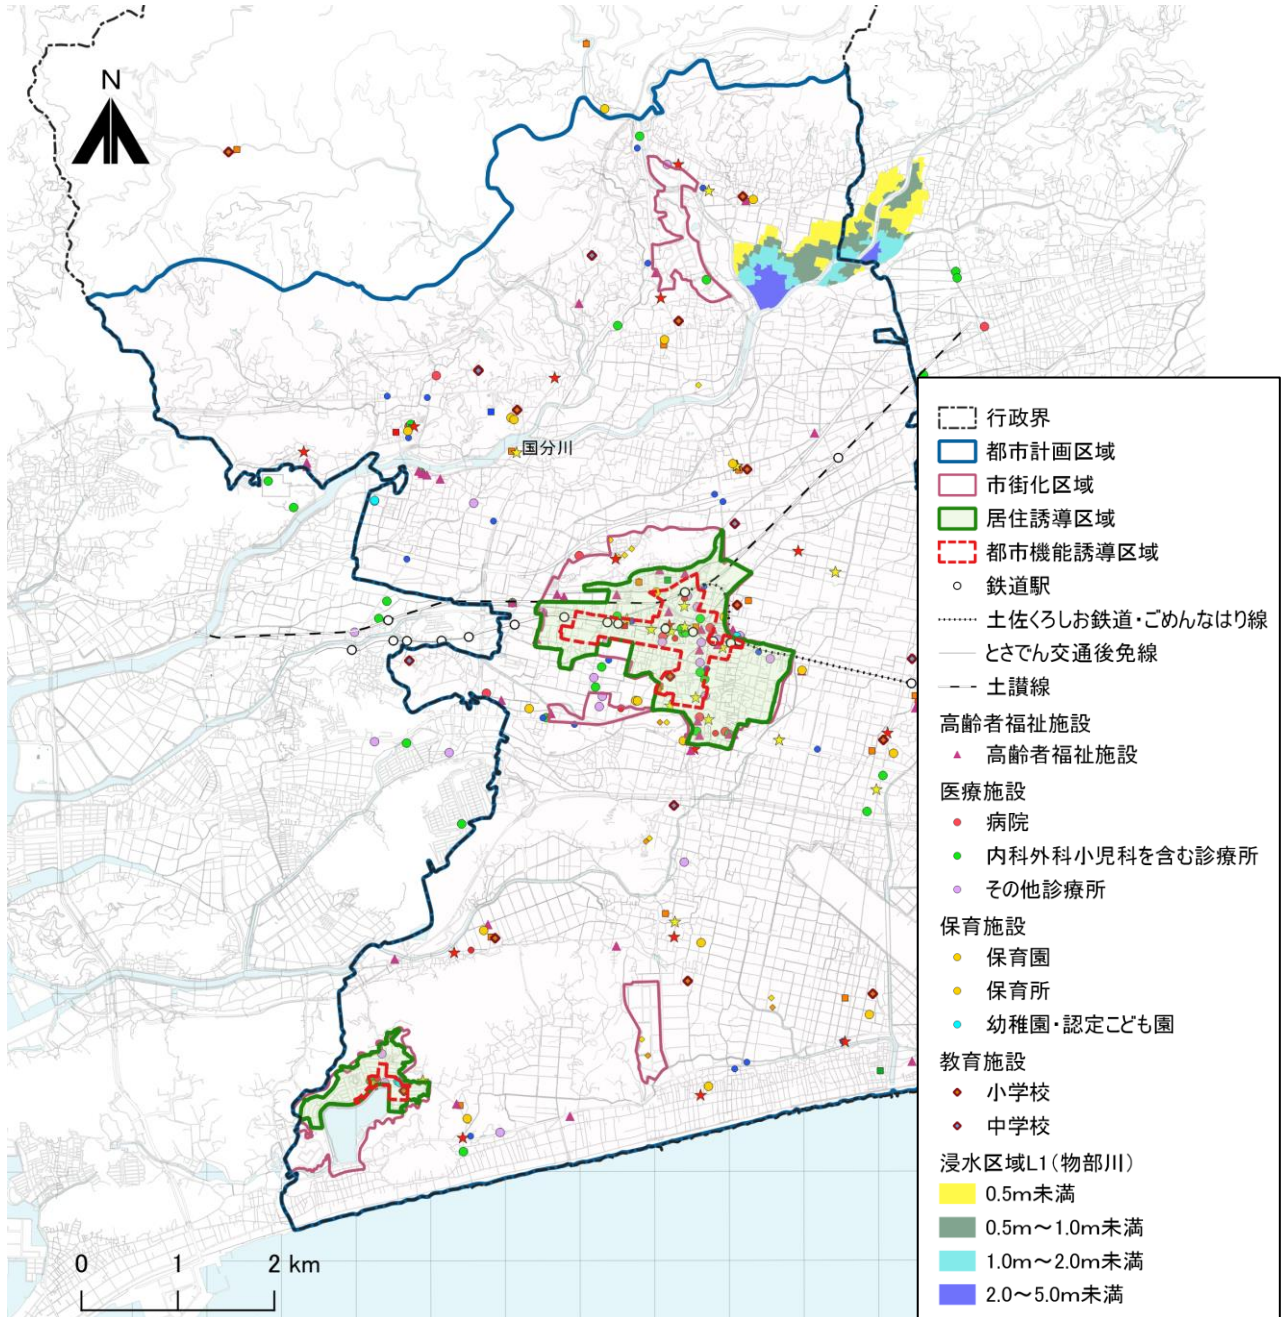 N
国分川
行政界
都市計画区域
市街化区域
居住誘導区域
都市機能誘導区域
鉄道駅
土佐くろしお鉄道・ごめんなはり線
とさでん交通後免線
土讃線
高齢者福祉施設
高齢者福祉施設
医療施設
病院
内科外科小児科を含む診療所
その他診療所
保育施設
保育園
保育所
幼稚園・認定こども園
教育施設
小学校
中学校
浸水区域L1(物部川)
0.5m未満
0.5m~1.0m未満
1.0m~2.0m未満
2.0~5.0m未満
0 1 2 km